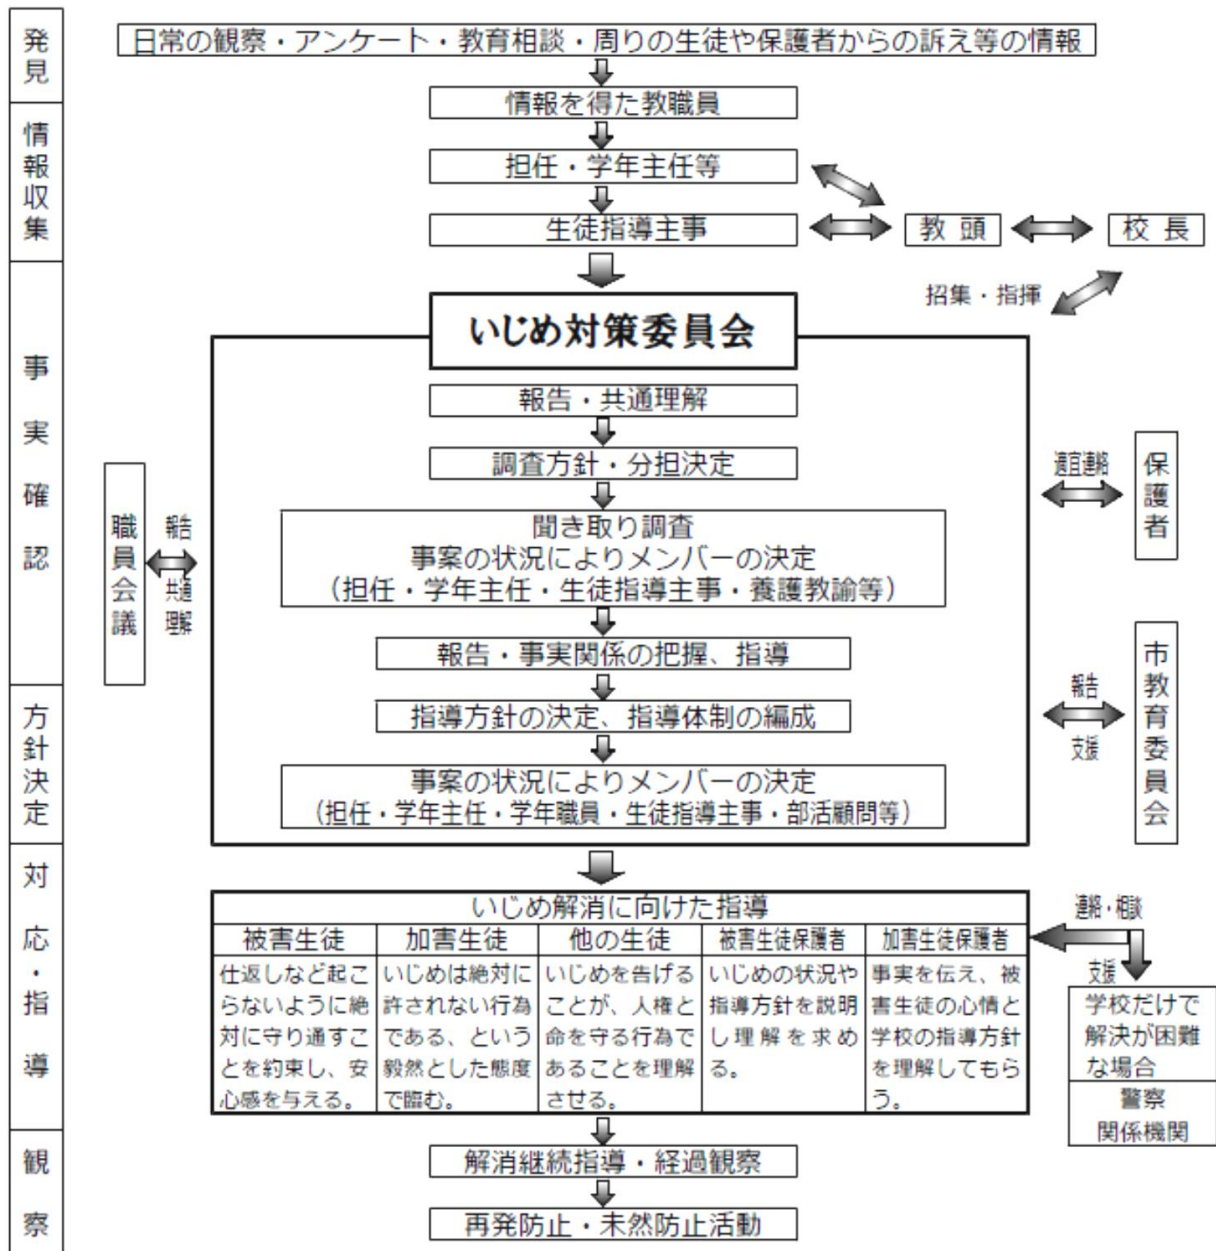 発見
日常の観察・アンケート・教育相談・周りの生徒や保護者からの訴え等の情報
情報収集
情報を得た教職員
担任・学年主任等
生徒指導主事
教頭
校長
招集・指揮
事実確認
いじめ対策委員会
報告・共通理解
調査方針・分担決定
聞き取り調査
事案の状況によりメンバーの決定
（担任・学年主任・生徒指導主事・養護教諭等）
報告・事実関係の把握、指導
職員会議
報告
共通
理解
適宜連絡
保護者
方針決定
指導方針の決定、指導体制の編成
事案の状況によりメンバーの決定
（担任・学年主任・学年職員・生徒指導主事・部活顧問等）
報告
支援
市教育委員会
対応・指導
いじめ解消に向けた指導
被害生徒
仕返しなど起こ
らないように絶
対に守り通すこ
とを約束し、安
心感を与える。
加害生徒
いじめは絶対に
許されない行為
である、という
毅然とした態度
で臨む。
他の生徒
いじめを告げる
ことが、人権と
命を守る行為で
あることを理解
させる。
被害生徒保護者
いじめの状況や
指導方針を説明
し理解を求め
る。
加害生徒保護者
事実を伝え、被
害生徒の心情と
学校の指導方針
を理解してもら
う。
連絡・相談
支援
学校だけで
解決が困難
な場合
警察
関係機関
観察
解消継続指導・経過観察
再発防止・未然防止活動